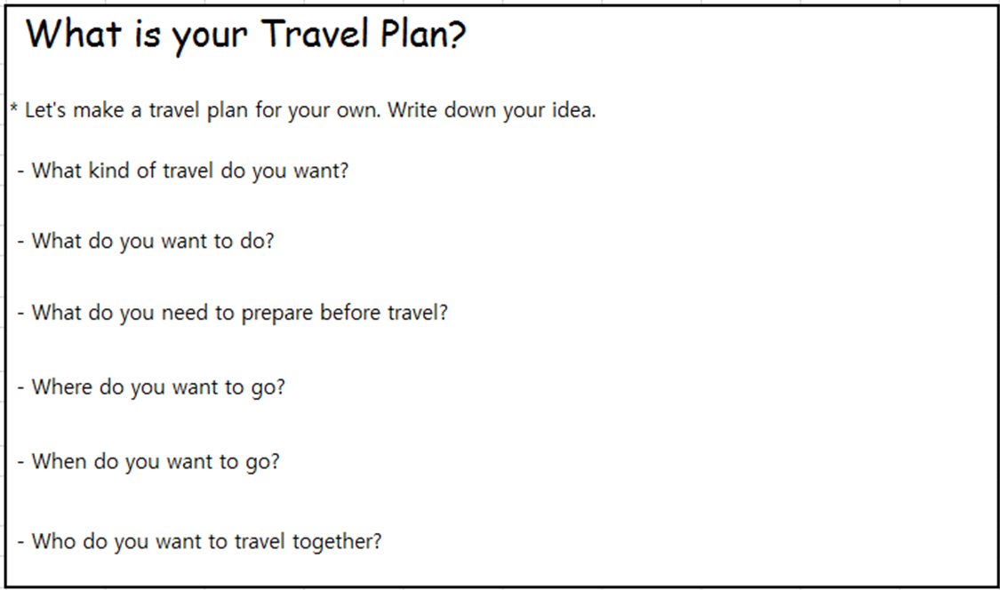 What is your Travel Plan?
* Let's make a travel plan for your own. Write down your idea.
- What kind of travel do you want?
- What do you want to do?
- What do you need to prepare before travel?
- Where do you want to go?
- When do you want to go?
- Who do you want to travel together?